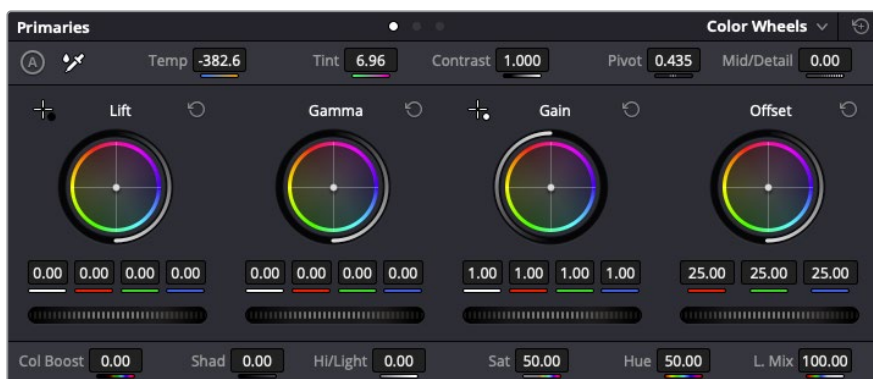 Primaries Color Wheels
A Temp -382.6 Tint 6.96 Contrast 1.000 Pivot 0.435 Mid/Detail 0.00
Lift Gamma Gain Offset
0.00 0.00 0.00 0.00 0.00 0.00 0.00 0.00 1.00 1.00 1.00 1.00 25.00 25.00 25.00
Col Boost 0.00 Shad 0.00 Hi/Light 0.00 Sat 50.00 Hue 50.00 L. Mix 100.00